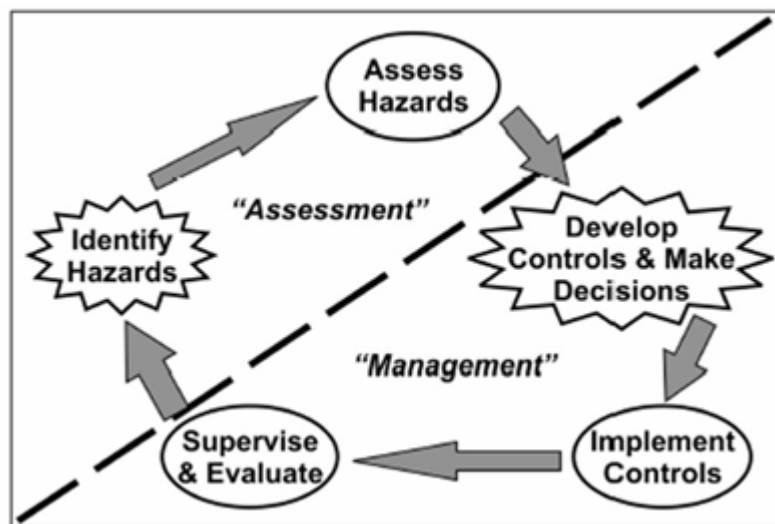 Assess
Hazards
"Assessment"
Identify
Hazards
Develop
Controls & Make
Decisions
"Management"
Supervise
& Evaluate
Implement
Controls